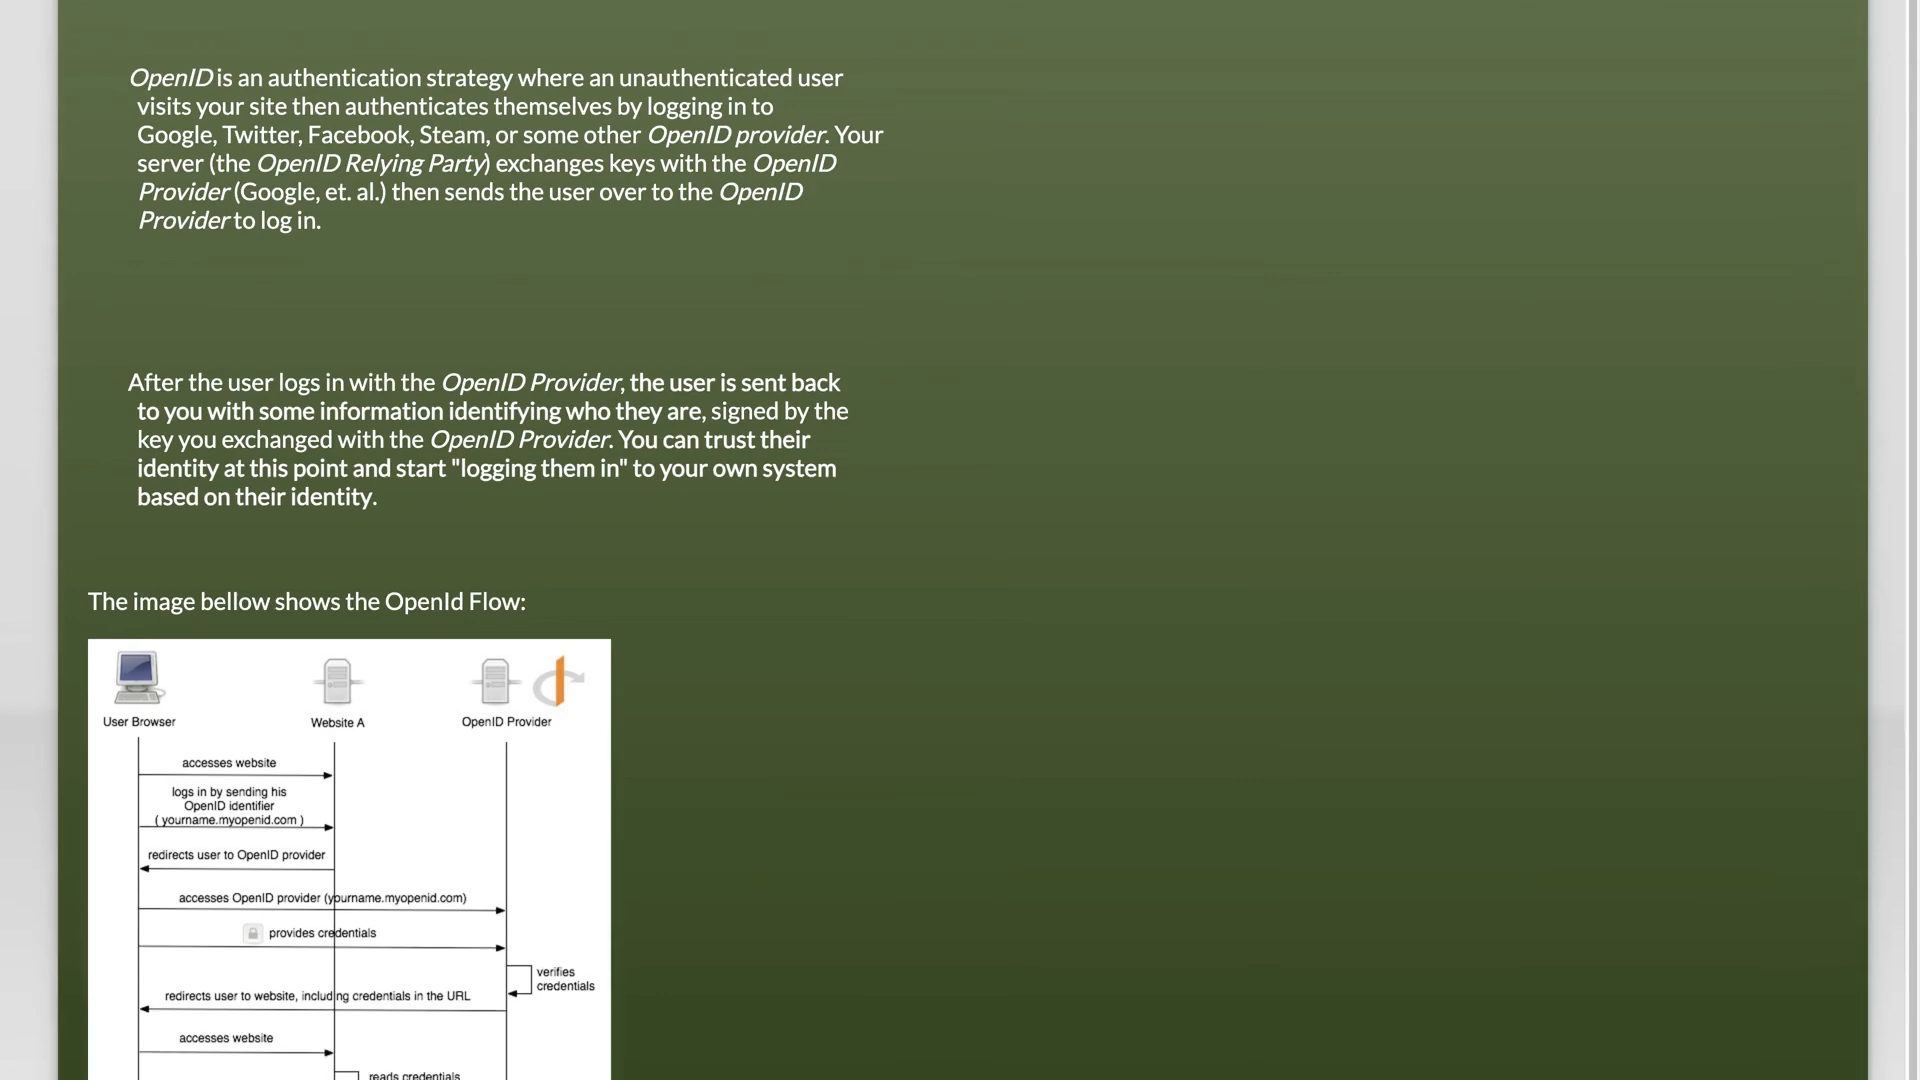 OpenID is an authentication strategy where an unauthenticated user
visits your site then authenticates themselves by logging in to
Google, Twitter, Facebook, Steam, or some other OpenID provider. Your
server (the OpenID Relying Party) exchanges keys with the OpenID
Provider (Google, et. al.) then sends the user over to the OpenID
Provider to log in.
After the user logs in with the OpenID Provider, the user is sent back
to you with some information identifying who they are, signed by the
key you exchanged with the OpenID Provider. You can trust their
identity at this point and start "logging them in" to your own system
based on their identity.
The image bellow shows the OpenId Flow:
User Browser
Website A
OpenID Provider
accesses website
logs in by sending his
OpenID identifier
( yourname.myopenid.com )
redirects user to OpenID provider
accesses OpenID provider (yourname.myopenid.com)
provides credentials
verifies
credentials
redirects user to website, including credentials in the URL
accesses website
reads credentials